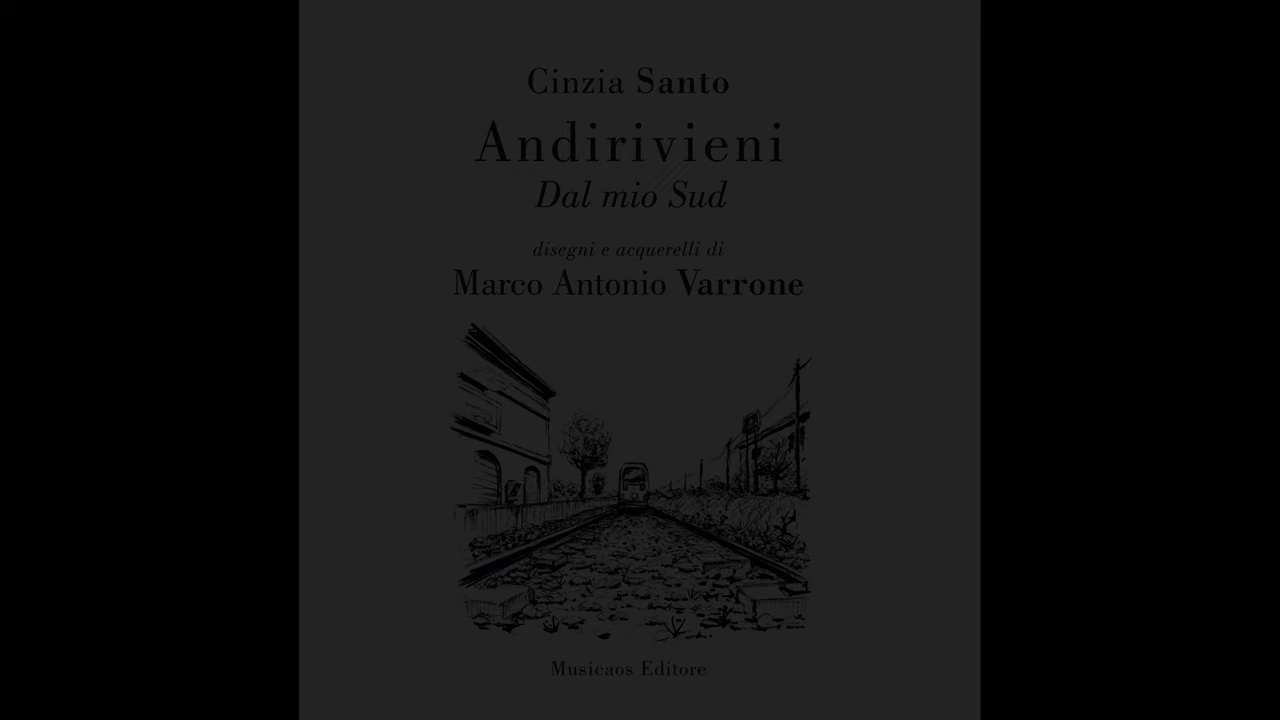 Cinzia Santo
Andirivieni
Dal mio Sud
disegni e acquerelli di
Marco Antonio Varrone
Musicaos Editore